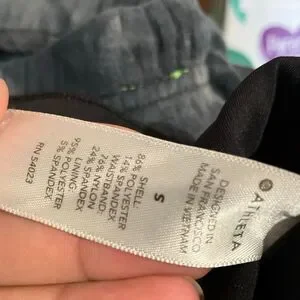 ATHLETA
DESIGNED IN
SAN FRANCISCO
MADE IN
VIETNAM
S
SHELL
86% POLYESTER
14% SPANDEX
WAISTBAND
76% NYLON
24% SPANDEX
LINING
95% POLYESTER
5% SPANDEX
RN 54023